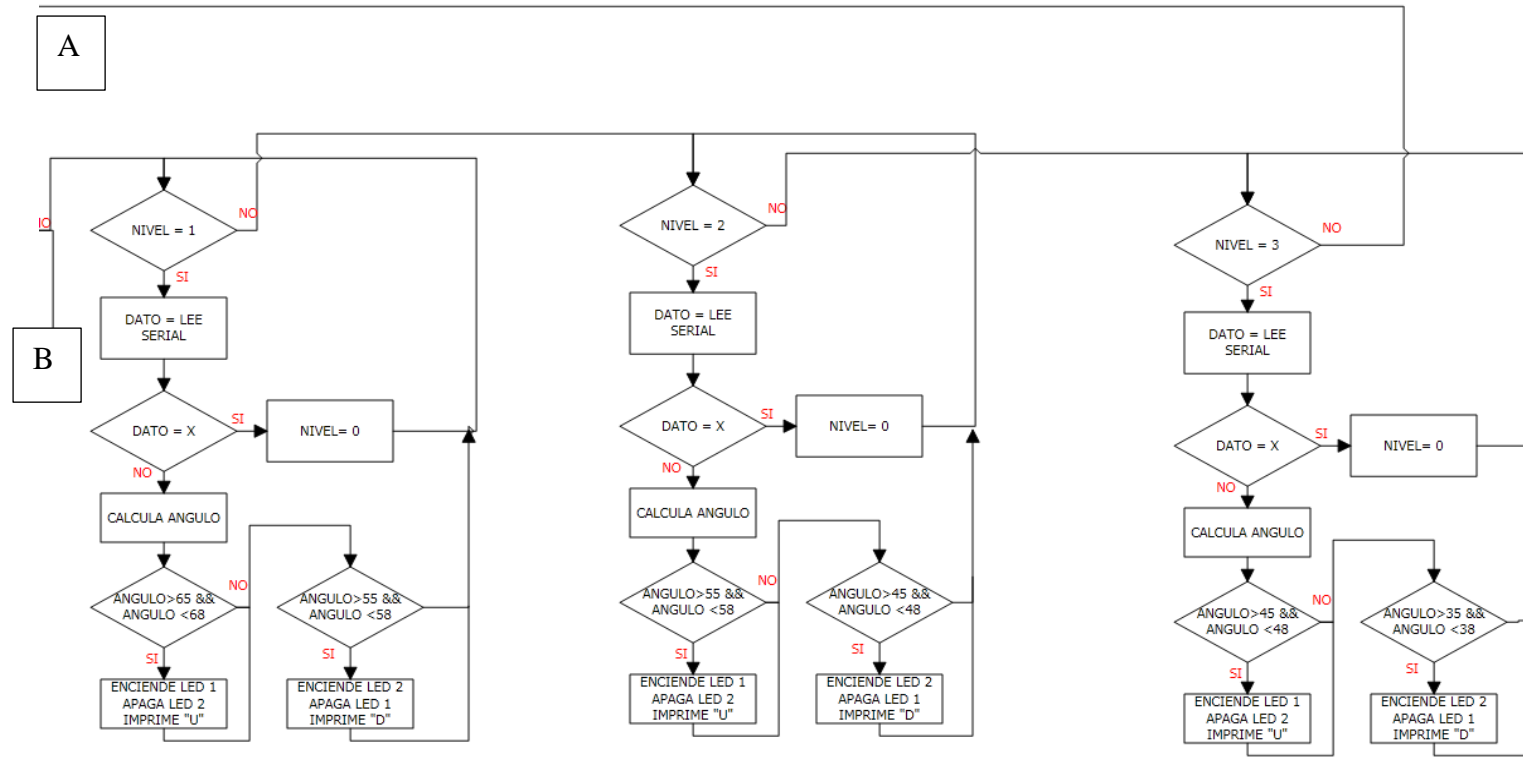 A
B
NO
NIVEL = 1
NO
SI
DATO = LEE
SERIAL
DATO = X
SI
NIVEL= 0
NO
CALCULA ANGULO
ANGULO>65 &&
ANGULO <68
NO
SI
ENCIENDE LED 1
APAGA LED 2
IMPRIME "U"
ANGULO>55 &&
ANGULO <58
SI
ENCIENDE LED 2
APAGA LED 1
IMPRIME "D"
NIVEL = 2
NO
SI
DATO = LEE
SERIAL
DATO = X
SI
NIVEL= 0
NO
CALCULA ANGULO
ANGULO>55 &&
ANGULO <58
NO
SI
ENCIENDE LED 1
APAGA LED 2
IMPRIME "U"
ANGULO>45 &&
ANGULO <48
SI
ENCIENDE LED 2
APAGA LED 1
IMPRIME "D"
NIVEL = 3
NO
SI
DATO = LEE
SERIAL
DATO = X
SI
NIVEL= 0
NO
CALCULA ANGULO
ANGULO>45 &&
ANGULO <48
NO
SI
ENCIENDE LED 1
APAGA LED 2
IMPRIME "U"
ANGULO>35 &&
ANGULO <38
SI
ENCIENDE LED 2
APAGA LED 1
IMPRIME "D"